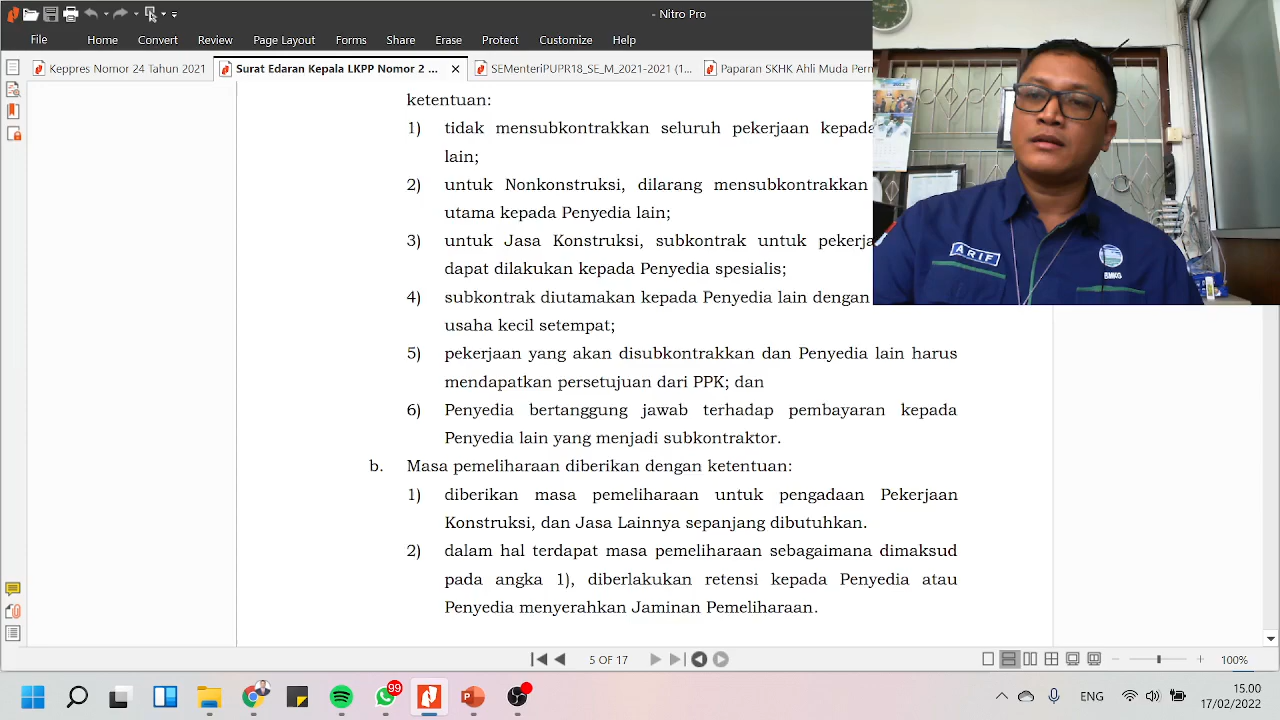 - Nitro Pro
File Home Convert Review Page Layout Forms Share Erase Protect Customize Help
Keppres Nomor 24 Tahun 2021 Surat Edaran Kepala LKPP Nomor 2 ... SEMenteriPUPR18_SE_M_2021-2021 (1... Paparan SKHK Ahli Muda
ketentuan:
1) tidak mensubkontrakkan seluruh pekerjaan kepada
lain;
2) untuk Nonkonstruksi, dilarang mensubkontrakkan
utama kepada Penyedia lain;
3) untuk Jasa Konstruksi, subkontrak untuk
dapat dilakukan kepada Penyedia spesialis;
4) subkontrak diutamakan kepada Penyedia lain dengan
usaha kecil setempat;
5) pekerjaan yang akan disubkontrakkan dan Penyedia lain harus
mendapatkan persetujuan dari PPK; dan
6) Penyedia bertanggung jawab terhadap pembayaran kepada
Penyedia lain yang menjadi subkontraktor.
b. Masa pemeliharaan diberikan dengan ketentuan:
1) diberikan masa pemeliharaan untuk pengadaan Pekerjaan
Konstruksi, dan Jasa Lainnya sepanjang dibutuhkan.
2) dalam hal terdapat masa pemeliharaan sebagaimana dimaksud
pada angka 1), diberlakukan retensi kepada Penyedia atau
Penyedia menyerahkan Jaminan Pemeliharaan.
ARIF
BMKG
5 OF 17
100%
99
ENG
15.00
17/02/2022